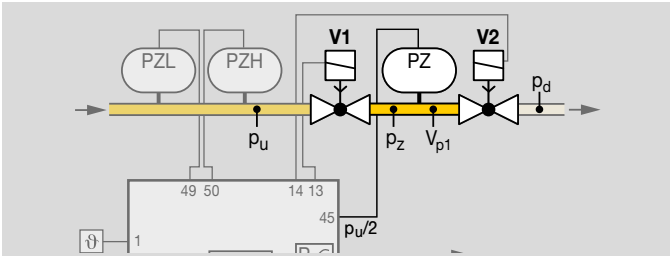 V1 V2
PZL PZH PZ
p_d
p_u p_z V_p1
49 50 14 13
45
p_u/2
ϑ 1